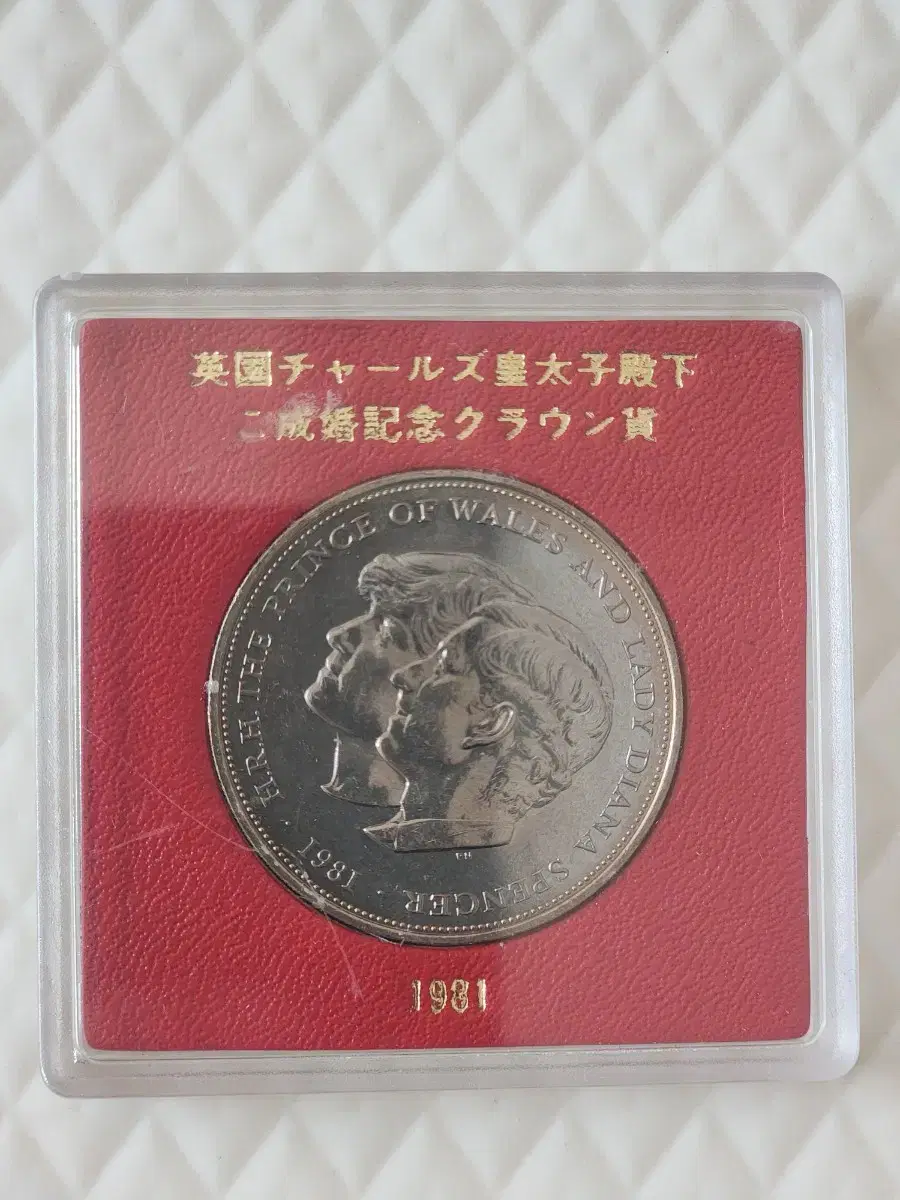 英國チャールズ皇太子殿下
ご成婚記念クラウン貨
H.R.H. THE PRINCE OF WALES AND LADY DIANA SPENCER · 1981 ·
1981